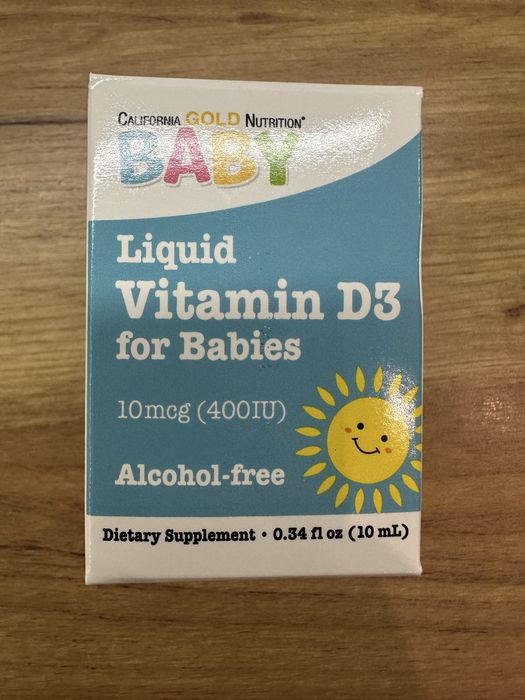 CALIFORNIA GOLD NUTRITION®
BABY
Liquid
Vitamin D3
for Babies
10mcg (400IU)
Alcohol-free
Dietary Supplement • 0.34 fl oz (10 mL)